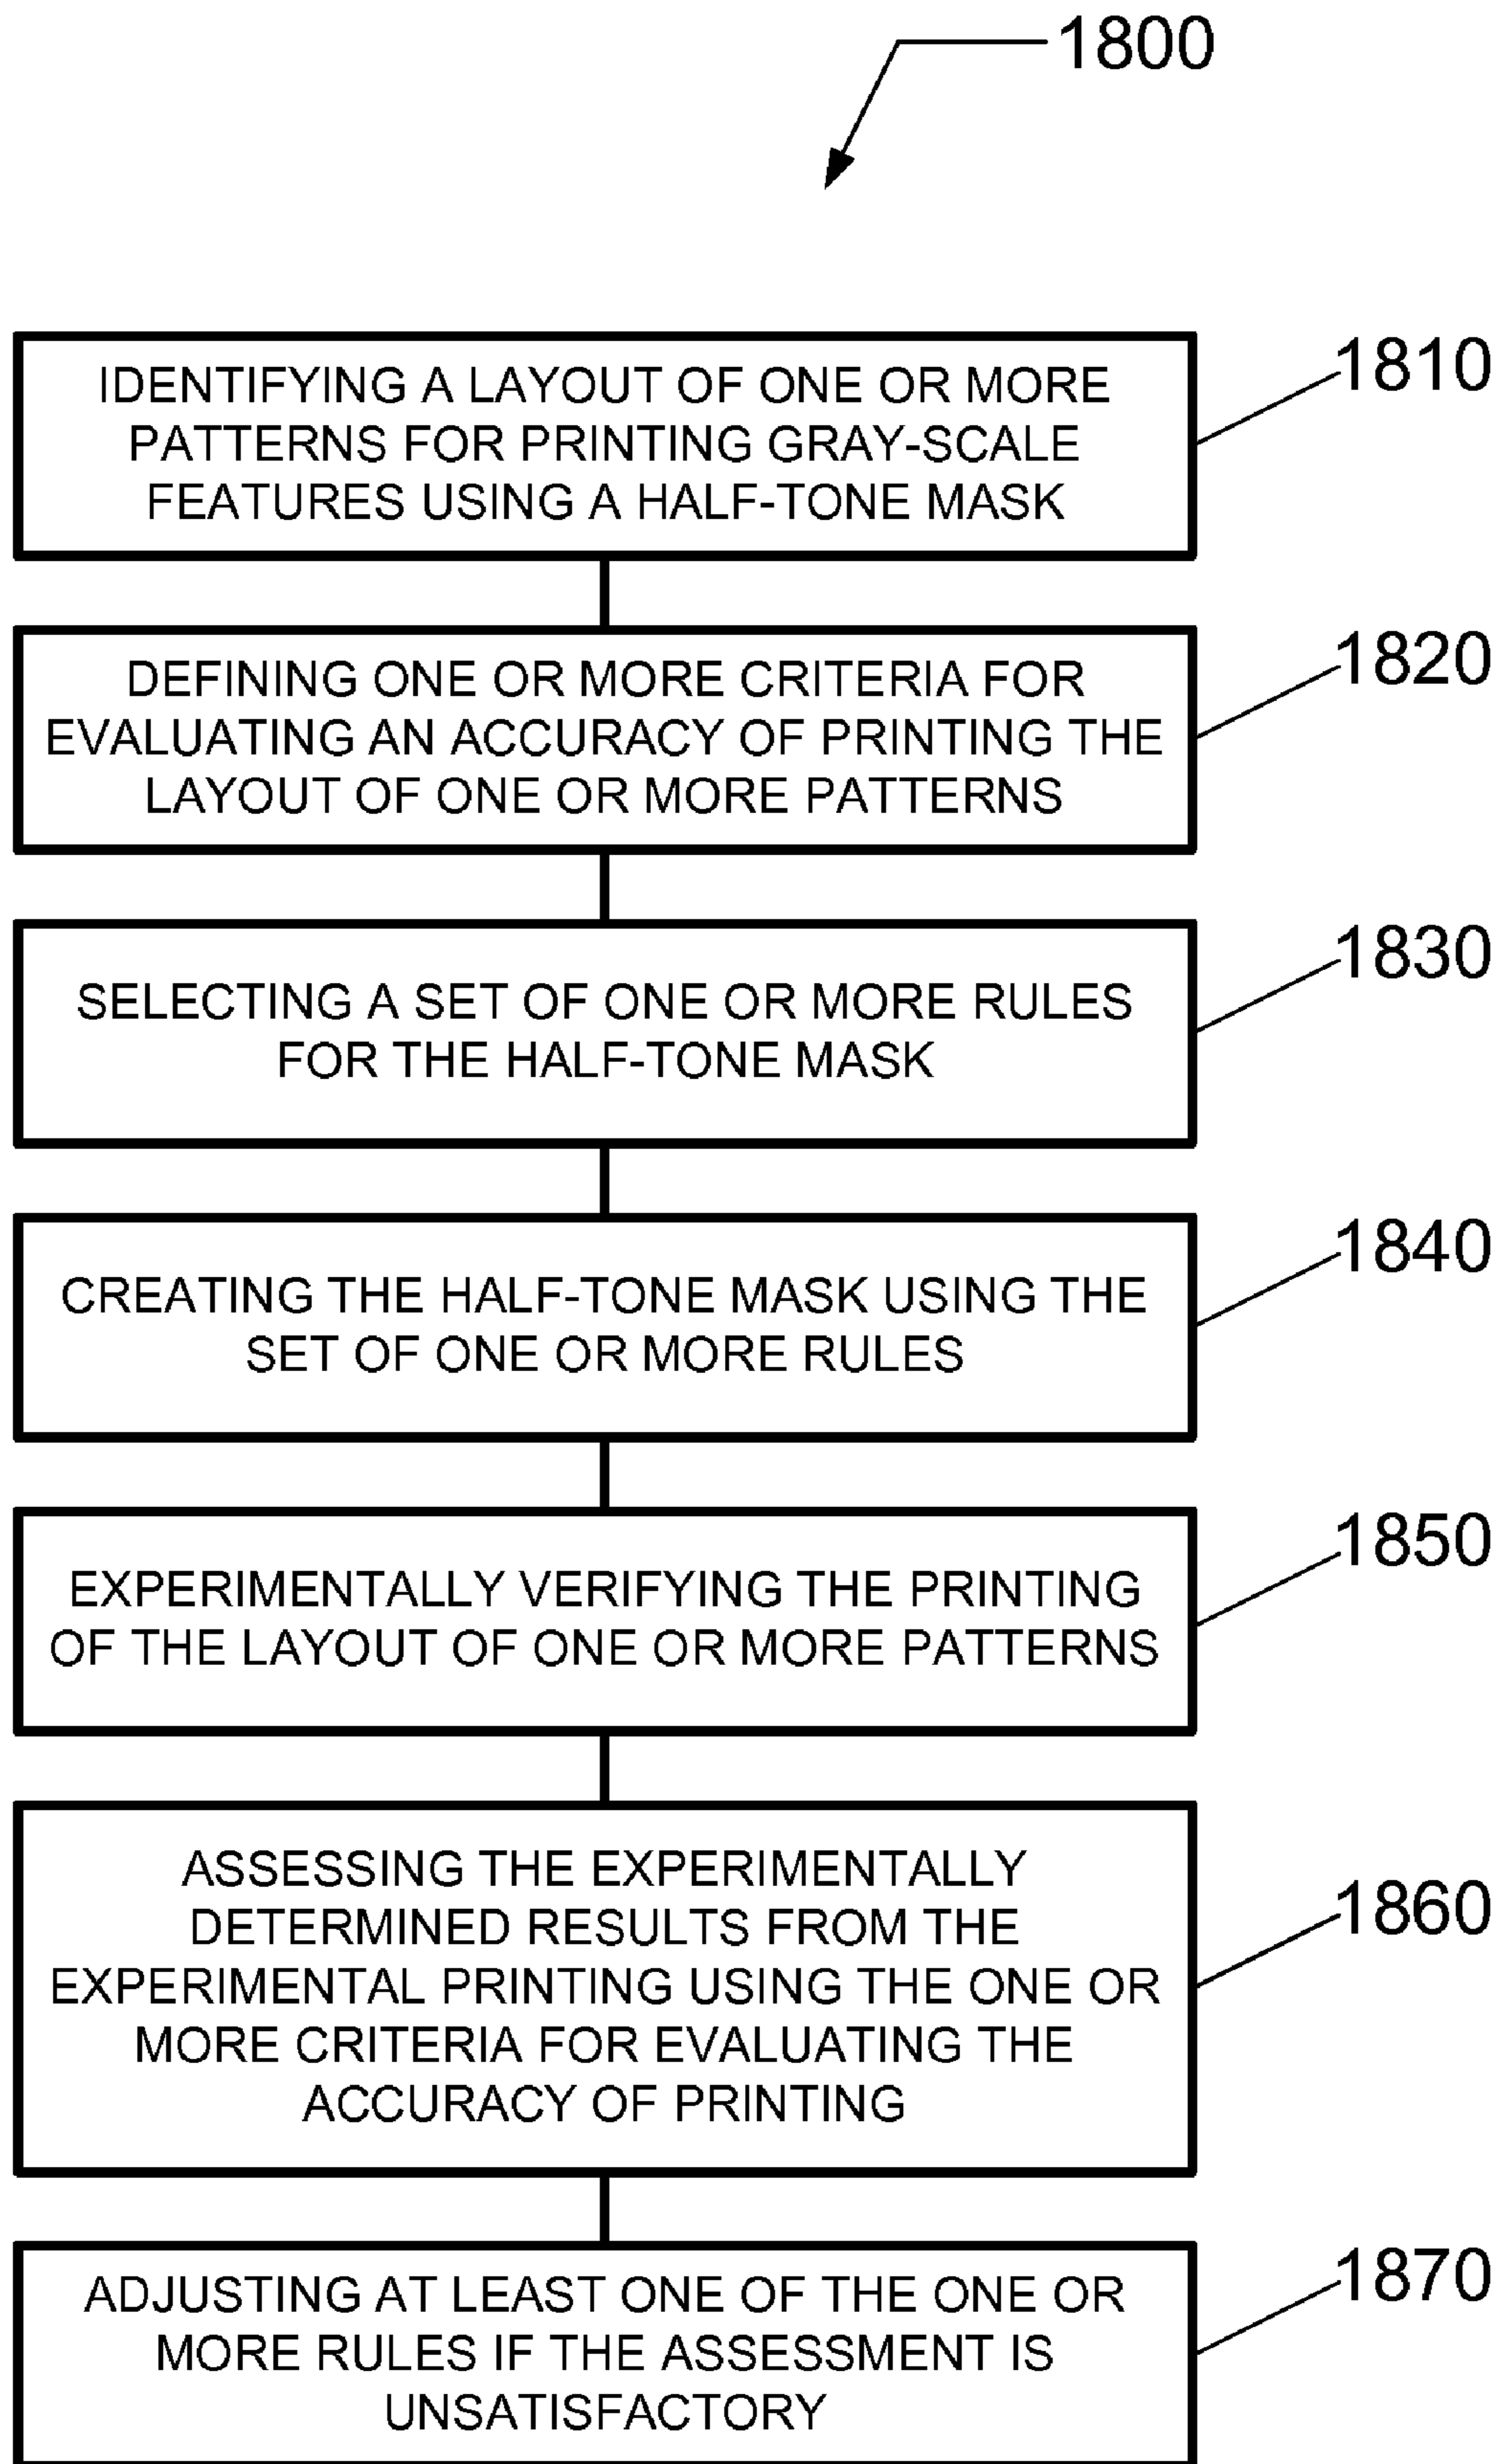 1800
IDENTIFYING A LAYOUT OF ONE OR MORE
PATTERNS FOR PRINTING GRAY-SCALE
FEATURES USING A HALF-TONE MASK
1810
DEFINING ONE OR MORE CRITERIA FOR
EVALUATING AN ACCURACY OF PRINTING THE
LAYOUT OF ONE OR MORE PATTERNS
1820
SELECTING A SET OF ONE OR MORE RULES
FOR THE HALF-TONE MASK
1830
CREATING THE HALF-TONE MASK USING THE
SET OF ONE OR MORE RULES
1840
EXPERIMENTALLY VERIFYING THE PRINTING
OF THE LAYOUT OF ONE OR MORE PATTERNS
1850
ASSESSING THE EXPERIMENTALLY
DETERMINED RESULTS FROM THE
EXPERIMENTAL PRINTING USING THE ONE OR
MORE CRITERIA FOR EVALUATING THE
ACCURACY OF PRINTING
1860
ADJUSTING AT LEAST ONE OF THE ONE OR
MORE RULES IF THE ASSESSMENT IS
UNSATISFACTORY
1870